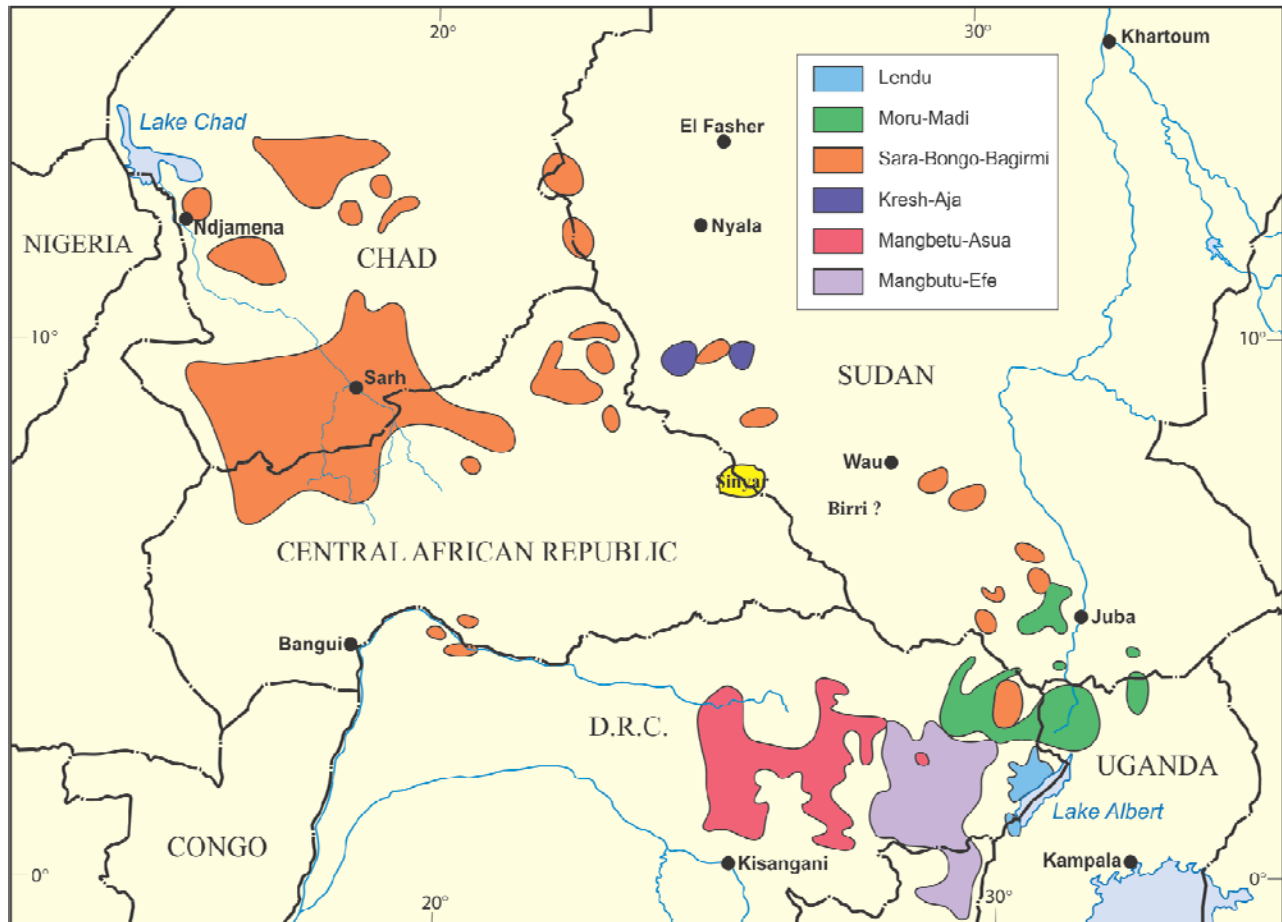 20°
30°
Khartoum
Lendu
Moru-Madi
Sara-Bongo-Bagirmi
Kresh-Aja
Mangbetu-Asua
Mangbutu-Efe
Lake Chad
El Fasher
Ndjamena
Nyala
NIGERIA
CHAD
10°
10°
Sarh
SUDAN
Wau
Sinyar
Birri ?
CENTRAL AFRICAN REPUBLIC
Juba
Bangui
D.R.C.
UGANDA
Lake Albert
CONGO
Kisangani
Kampala
0°
0°
20°
30°